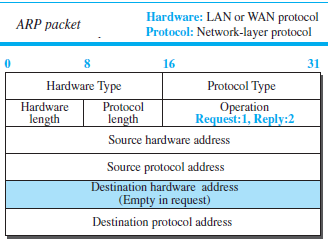 ARP packet
Hardware: LAN or WAN protocol
Protocol: Network-layer protocol
0 8 16 31
Hardware Type Protocol Type
Hardware length Protocol length Operation
Request:1, Reply:2
Source hardware address
Source protocol address
Destination hardware address
(Empty in request)
Destination protocol address